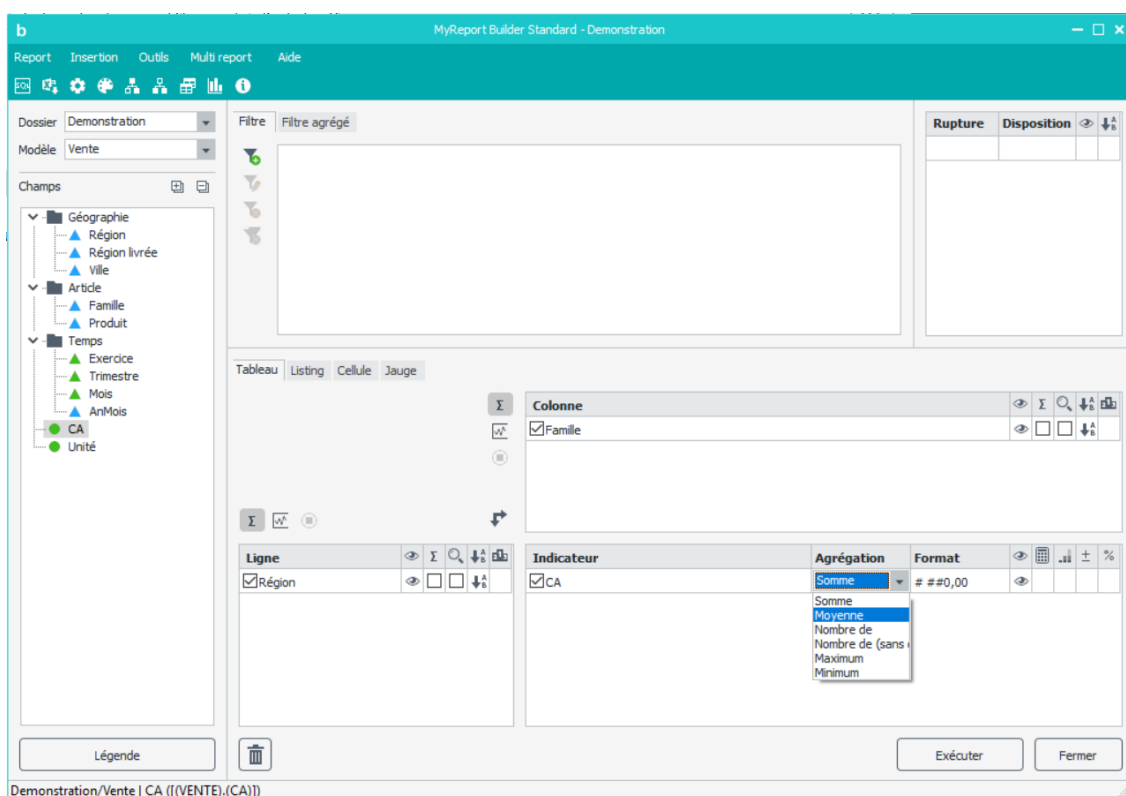 b MyReport Builder Standard - Demonstration
Report Insertion Outils Multi report Aide
SQL
Dossier Demonstration
Modèle Vente
Champs
Géographie
Région
Région livrée
Ville
Article
Famille
Produit
Temps
Exercice
Trimestre
Mois
AnMois
CA
Unité
Légende
Filtre Filtre agrégé
Rupture Disposition
Tableau Listing Cellule Jauge
Σ
Colonne Σ
Famille
Σ
Ligne Σ
Région
Indicateur Agrégation Format ± %
CA Somme # ##0,00
Somme
Moyenne
Nombre de
Nombre de (sans
Maximum
Minimum
Exécuter Fermer
Demonstration/Vente | CA ([(VENTE).(CA)])